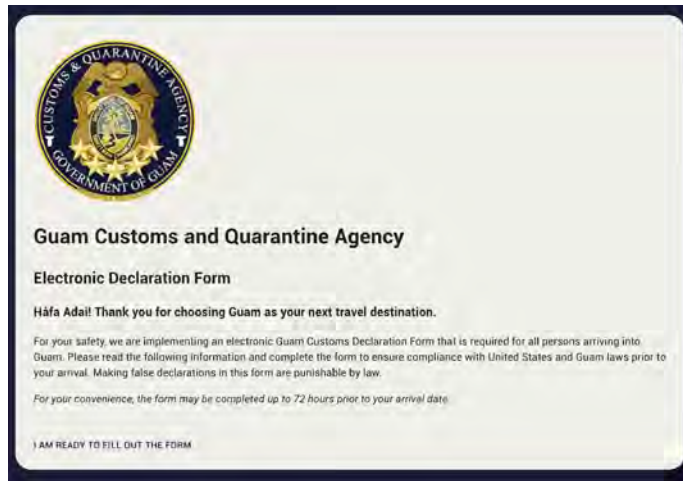 CUSTOMS & QUARANTINE AGENCY
GOVERNMENT OF GUAM
Guam Customs and Quarantine Agency
Electronic Declaration Form
Håfa Adai! Thank you for choosing Guam as your next travel destination.
For your safety, we are implementing an electronic Guam Customs Declaration Form that is required for all persons arriving into
Guam. Please read the following information and complete the form to ensure compliance with United States and Guam laws prior to
your arrival. Making false declarations in this form are punishable by law.
For your convenience, the form may be completed up to 72 hours prior to your arrival date.
I AM READY TO FILL OUT THE FORM